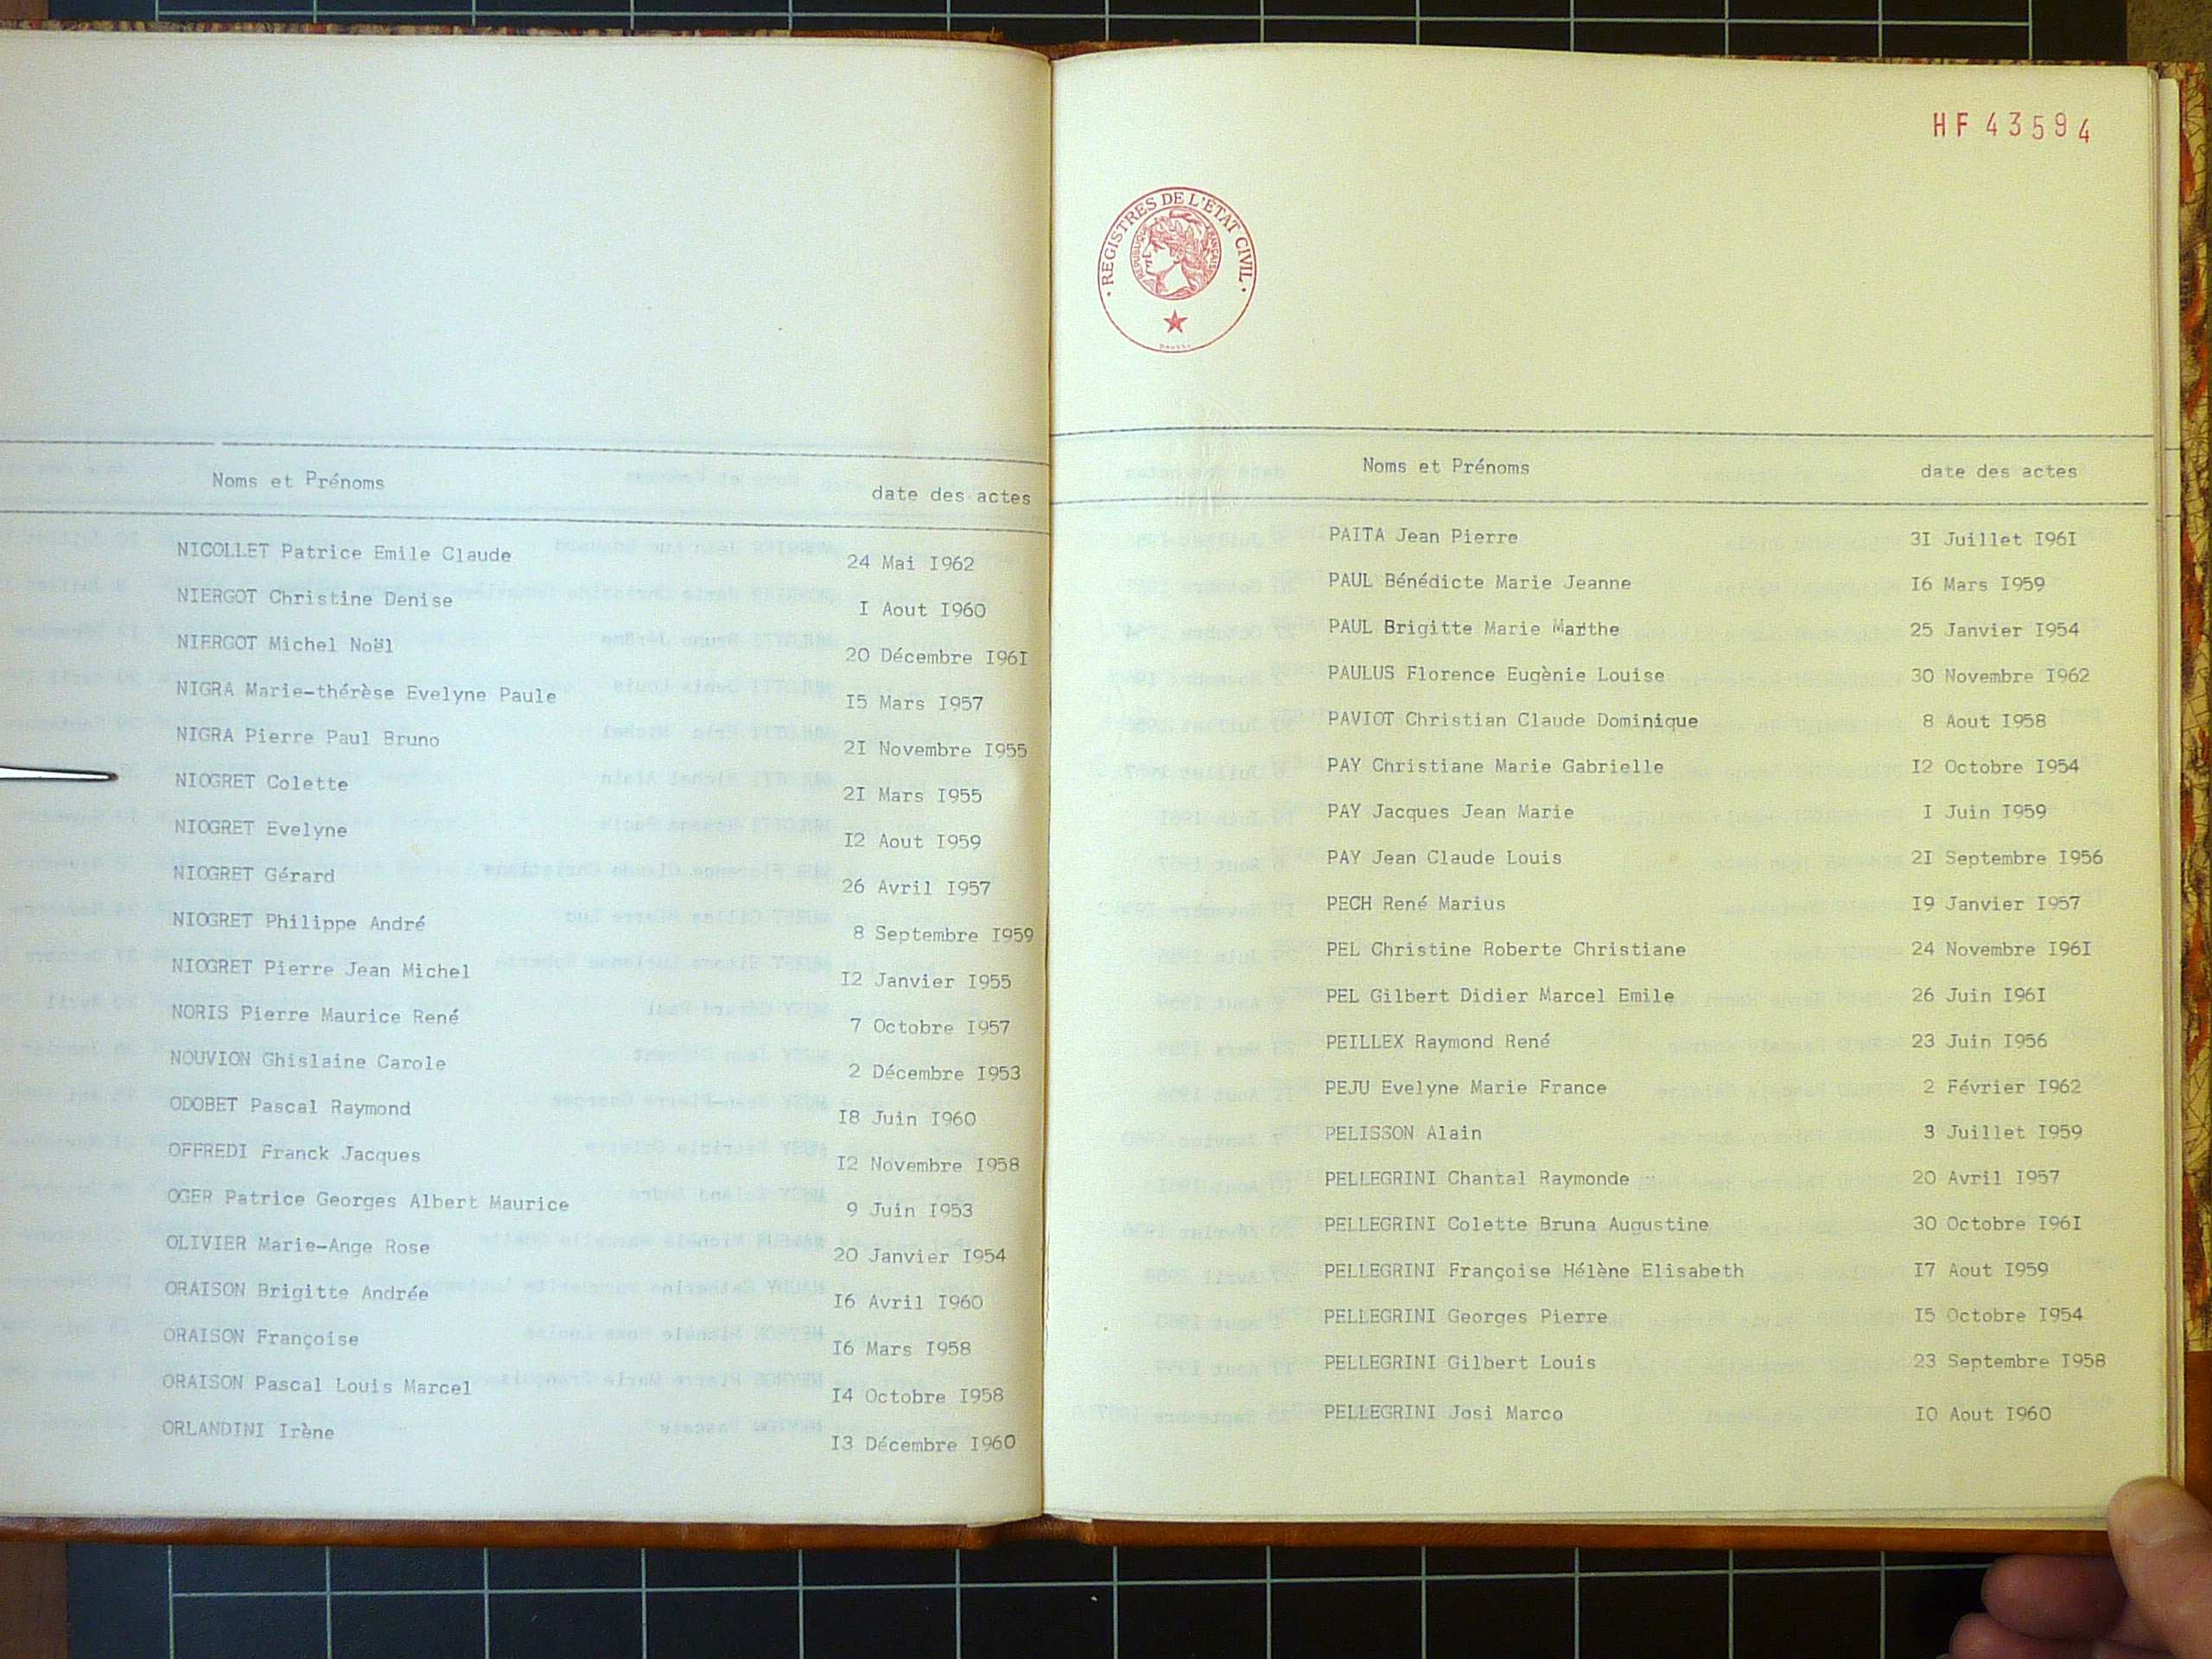 Noms et Prénoms date des actes
NICOLLET Patrice Emile Claude 24 Mai I962
NIERGOT Christine Denise I Aout I960
NIERGOT Michel Noël 20 Décembre I96I
NIGRA Marie-thérèse Evelyne Paule I5 Mars I957
NIGRA Pierre Paul Bruno 2I Novembre I955
NIOGRET Colette 2I Mars I955
NIOGRET Evelyne I2 Aout I959
NIOGRET Gérard 26 Avril I957
NIOGRET Philippe André 8 Septembre I959
NIOGRET Pierre Jean Michel I2 Janvier I955
NORIS Pierre Maurice René 7 Octobre I957
NOUVION Ghislaine Carole 2 Décembre I953
ODOBET Pascal Raymond I8 Juin I960
OFFREDI Franck Jacques I2 Novembre I958
OGER Patrice Georges Albert Maurice 9 Juin I953
OLIVIER Marie-Ange Rose 20 Janvier I954
ORAISON Brigitte Andrée I6 Avril I960
ORAISON Françoise I6 Mars I958
ORAISON Pascal Louis Marcel I4 Octobre I958
ORLANDINI Irène I3 Décembre I960
HF 43594
REGISTRES DE L'ÉTAT CIVIL
RÉPUBLIQUE FRANÇAISE
Noms et Prénoms date des actes
PAITA Jean Pierre 3I Juillet I96I
PAUL Bénédicte Marie Jeanne I6 Mars I959
PAUL Brigitte Marie Marthe 25 Janvier I954
PAULUS Florence Eugènie Louise 30 Novembre I962
PAVIOT Christian Claude Dominique 8 Aout I958
PAY Christiane Marie Gabrielle I2 Octobre I954
PAY Jacques Jean Marie I Juin I959
PAY Jean Claude Louis 2I Septembre I956
PECH René Marius I9 Janvier I957
PEL Christine Roberte Christiane 24 Novembre I96I
PEL Gilbert Didier Marcel Emile 26 Juin I96I
PEILLEX Raymond René 23 Juin I956
PEJU Evelyne Marie France 2 Février I962
PELISSON Alain 3 Juillet I959
PELLEGRINI Chantal Raymonde 20 Avril I957
PELLEGRINI Colette Bruna Augustine 30 Octobre I96I
PELLEGRINI Françoise Hélène Elisabeth I7 Aout I959
PELLEGRINI Georges Pierre I5 Octobre I954
PELLEGRINI Gilbert Louis 23 Septembre I958
PELLEGRINI Josi Marco I0 Aout I960